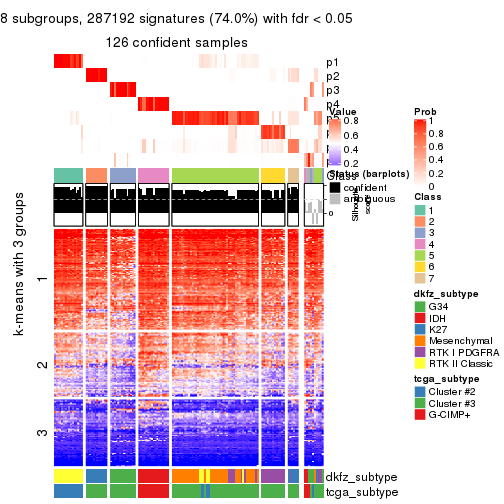 8 subgroups, 287192 signatures (74.0%) with fdr < 0.05
126 confident samples
p1
p2
p3
p4
Class
k-means with 3 groups
1
2
3
dkfz_subtype
tcga_subtype
Value
0.8
0.6
0.4
0.2
Status (barplots)
confident
ambiguous
0
Silhouette
score
Prob
1
0.8
0.6
0.4
0.2
0
Class
1
2
3
4
5
6
7
dkfz_subtype
G34
IDH
K27
Mesenchymal
RTK I PDGFRA
RTK II Classic
tcga_subtype
Cluster #2
Cluster #3
G-CIMP+